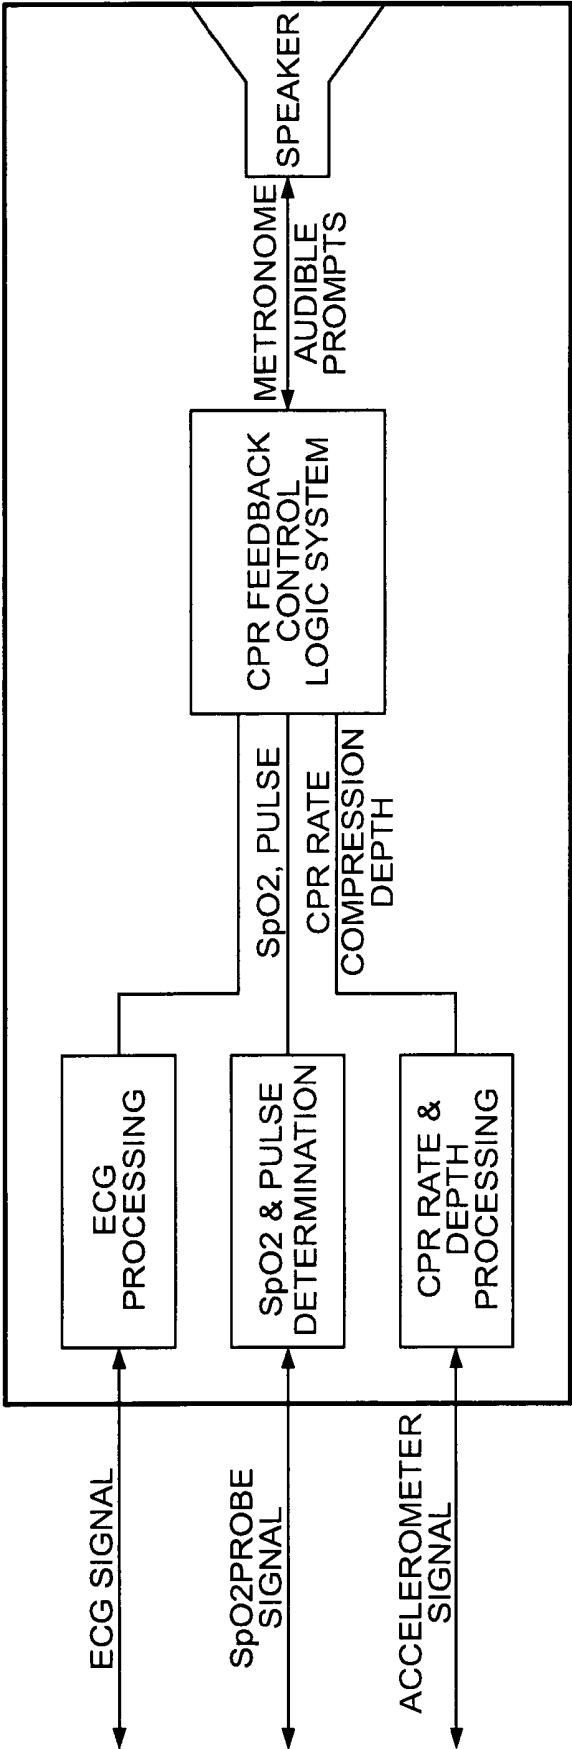 ECG SIGNAL
SpO2PROBE
SIGNAL
ACCELEROMETER
SIGNAL
ECG
PROCESSING
SpO2 & PULSE
DETERMINATION
CPR RATE &
DEPTH
PROCESSING
SpO2, PULSE
CPR RATE
COMPRESSION
DEPTH
CPR FEEDBACK
CONTROL
LOGIC SYSTEM
METRONOME
AUDIBLE
PROMPTS
SPEAKER